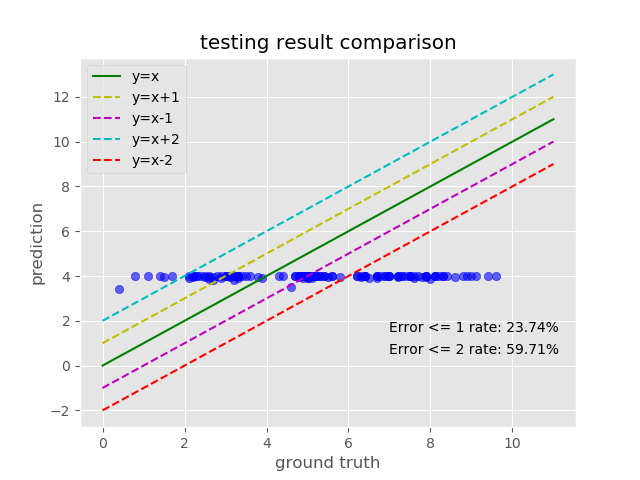 testing result comparison
y=x
y=x+1
y=x-1
y=x+2
y=x-2
12
10
8
6
4
2
0
−2
prediction
Error <= 1 rate: 23.74%
Error <= 2 rate: 59.71%
0 2 4 6 8 10
ground truth